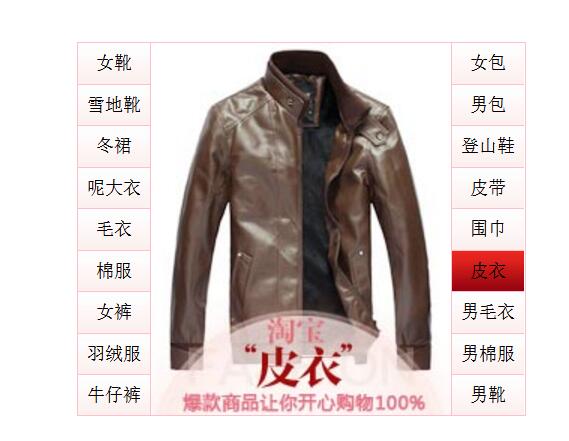 女靴
雪地靴
冬裙
呢大衣
毛衣
棉服
女裤
羽绒服
牛仔裤
淘宝
“皮衣”
FASHION
爆款商品让你开心购物100%
女包
男包
登山鞋
皮带
围巾
皮衣
男毛衣
男棉服
男靴